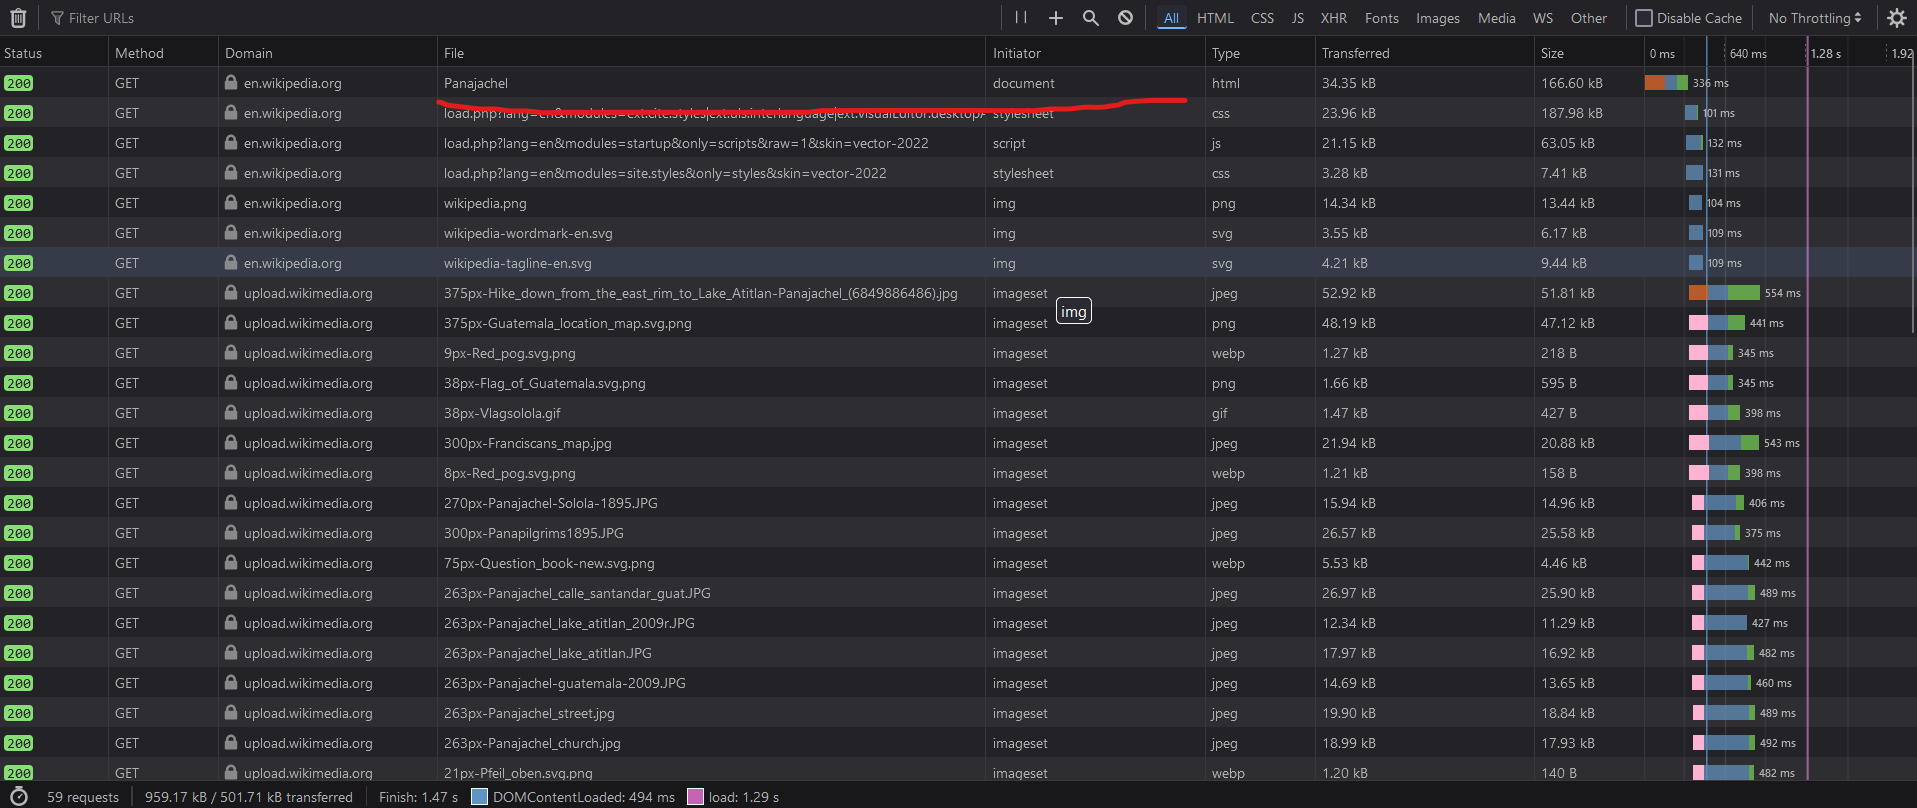 Filter URLs All HTML CSS JS XHR Fonts Images Media WS Other Disable Cache No Throttling
Status Method Domain File Initiator Type Transferred Size 0 ms 640 ms 1.28 s 1.92
200 GET en.wikipedia.org Panajachel document html 34.35 kB 166.60 kB 336 ms
200 GET en.wikipedia.org load.php?lang=en&modules=ext.cite.styles|ext.uls.interlanguage|ext.visualEditor.desktopA stylesheet css 23.96 kB 187.98 kB 101 ms
200 GET en.wikipedia.org load.php?lang=en&modules=startup&only=scripts&raw=1&skin=vector-2022 script js 21.15 kB 63.05 kB 132 ms
200 GET en.wikipedia.org load.php?lang=en&modules=site.styles&only=styles&skin=vector-2022 stylesheet css 3.28 kB 7.41 kB 131 ms
200 GET en.wikipedia.org wikipedia.png img png 14.34 kB 13.44 kB 104 ms
200 GET en.wikipedia.org wikipedia-wordmark-en.svg img svg 3.55 kB 6.17 kB 109 ms
200 GET en.wikipedia.org wikipedia-tagline-en.svg img svg 4.21 kB 9.44 kB 109 ms
200 GET upload.wikimedia.org 375px-Hike_down_from_the_east_rim_to_Lake_Atitlan-Panajachel_(6849886486).jpg imageset jpeg 52.92 kB 51.81 kB 554 ms
img
200 GET upload.wikimedia.org 375px-Guatemala_location_map.svg.png imageset png 48.19 kB 47.12 kB 441 ms
200 GET upload.wikimedia.org 9px-Red_pog.svg.png imageset webp 1.27 kB 218 B 345 ms
200 GET upload.wikimedia.org 38px-Flag_of_Guatemala.svg.png imageset png 1.66 kB 595 B 345 ms
200 GET upload.wikimedia.org 38px-Vlagsolola.gif imageset gif 1.47 kB 427 B 398 ms
200 GET upload.wikimedia.org 300px-Franciscans_map.jpg imageset jpeg 21.94 kB 20.88 kB 543 ms
200 GET upload.wikimedia.org 8px-Red_pog.svg.png imageset webp 1.21 kB 158 B 398 ms
200 GET upload.wikimedia.org 270px-Panajachel-Solola-1895.JPG imageset jpeg 15.94 kB 14.96 kB 406 ms
200 GET upload.wikimedia.org 300px-Panapilgrims1895.JPG imageset jpeg 26.57 kB 25.58 kB 375 ms
200 GET upload.wikimedia.org 75px-Question_book-new.svg.png imageset webp 5.53 kB 4.46 kB 442 ms
200 GET upload.wikimedia.org 263px-Panajachel_calle_santandar_guat.JPG imageset jpeg 26.97 kB 25.90 kB 489 ms
200 GET upload.wikimedia.org 263px-Panajachel_lake_atitlan_2009r.JPG imageset jpeg 12.34 kB 11.29 kB 427 ms
200 GET upload.wikimedia.org 263px-Panajachel_lake_atitlan.JPG imageset jpeg 17.97 kB 16.92 kB 482 ms
200 GET upload.wikimedia.org 263px-Panajachel-guatemala-2009.JPG imageset jpeg 14.69 kB 13.65 kB 460 ms
200 GET upload.wikimedia.org 263px-Panajachel_street.jpg imageset jpeg 19.90 kB 18.84 kB 489 ms
200 GET upload.wikimedia.org 263px-Panajachel_church.jpg imageset jpeg 18.99 kB 17.93 kB 492 ms
200 GET upload.wikimedia.org 21px-Pfeil_oben.svg.png imageset webp 1.20 kB 140 B 482 ms
59 requests 959.17 kB / 501.71 kB transferred Finish: 1.47 s DOMContentLoaded: 494 ms load: 1.29 s